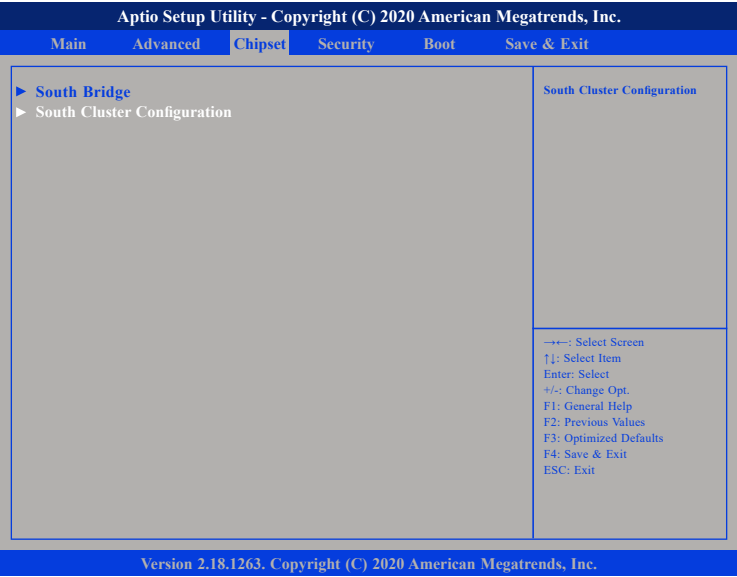 Aptio Setup Utility - Copyright (C) 2020 American Megatrends, Inc.
Main Advanced Chipset Security Boot Save & Exit
► South Bridge
► South Cluster Configuration
South Cluster Configuration
→←: Select Screen
↑↓: Select Item
Enter: Select
+/-: Change Opt.
F1: General Help
F2: Previous Values
F3: Optimized Defaults
F4: Save & Exit
ESC: Exit
Version 2.18.1263. Copyright (C) 2020 American Megatrends, Inc.